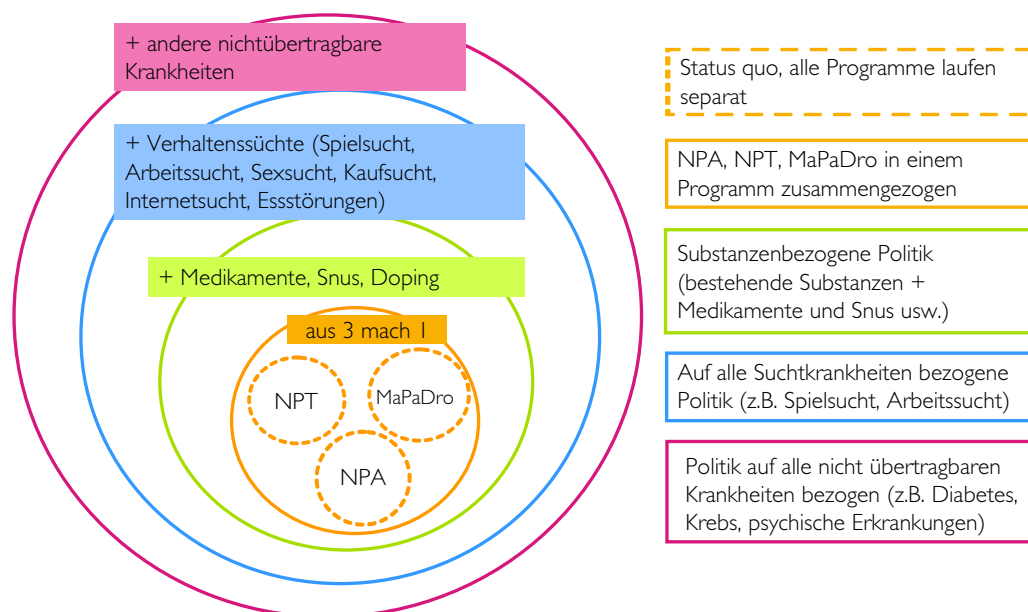 + andere nichtübertragbare
Krankheiten
+ Verhaltenssüchte (Spielsucht,
Arbeitssucht, Sexsucht, Kaufsucht,
Internetsucht, Essstörungen)
+ Medikamente, Snus, Doping
aus 3 mach 1
NPT
MaPaDro
NPA
Status quo, alle Programme laufen
separat
NPA, NPT, MaPaDro in einem
Programm zusammengezogen
Substanzenbezogene Politik
(bestehende Substanzen +
Medikamente und Snus usw.)
Auf alle Suchtkrankheiten bezogene
Politik (z.B. Spielsucht, Arbeitssucht)
Politik auf alle nicht übertragbaren
Krankheiten bezogen (z.B. Diabetes,
Krebs, psychische Erkrankungen)